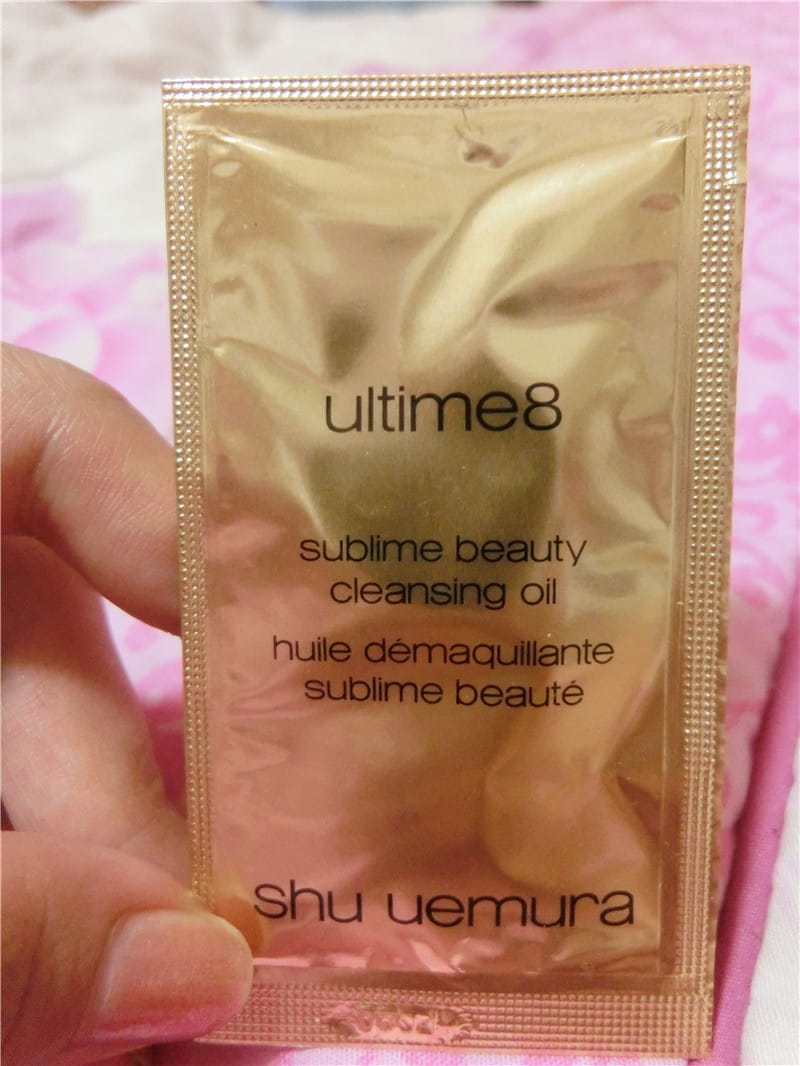 ultime8
sublime beauty
cleansing oil
huile démaquillante
sublime beauté
shu uemura